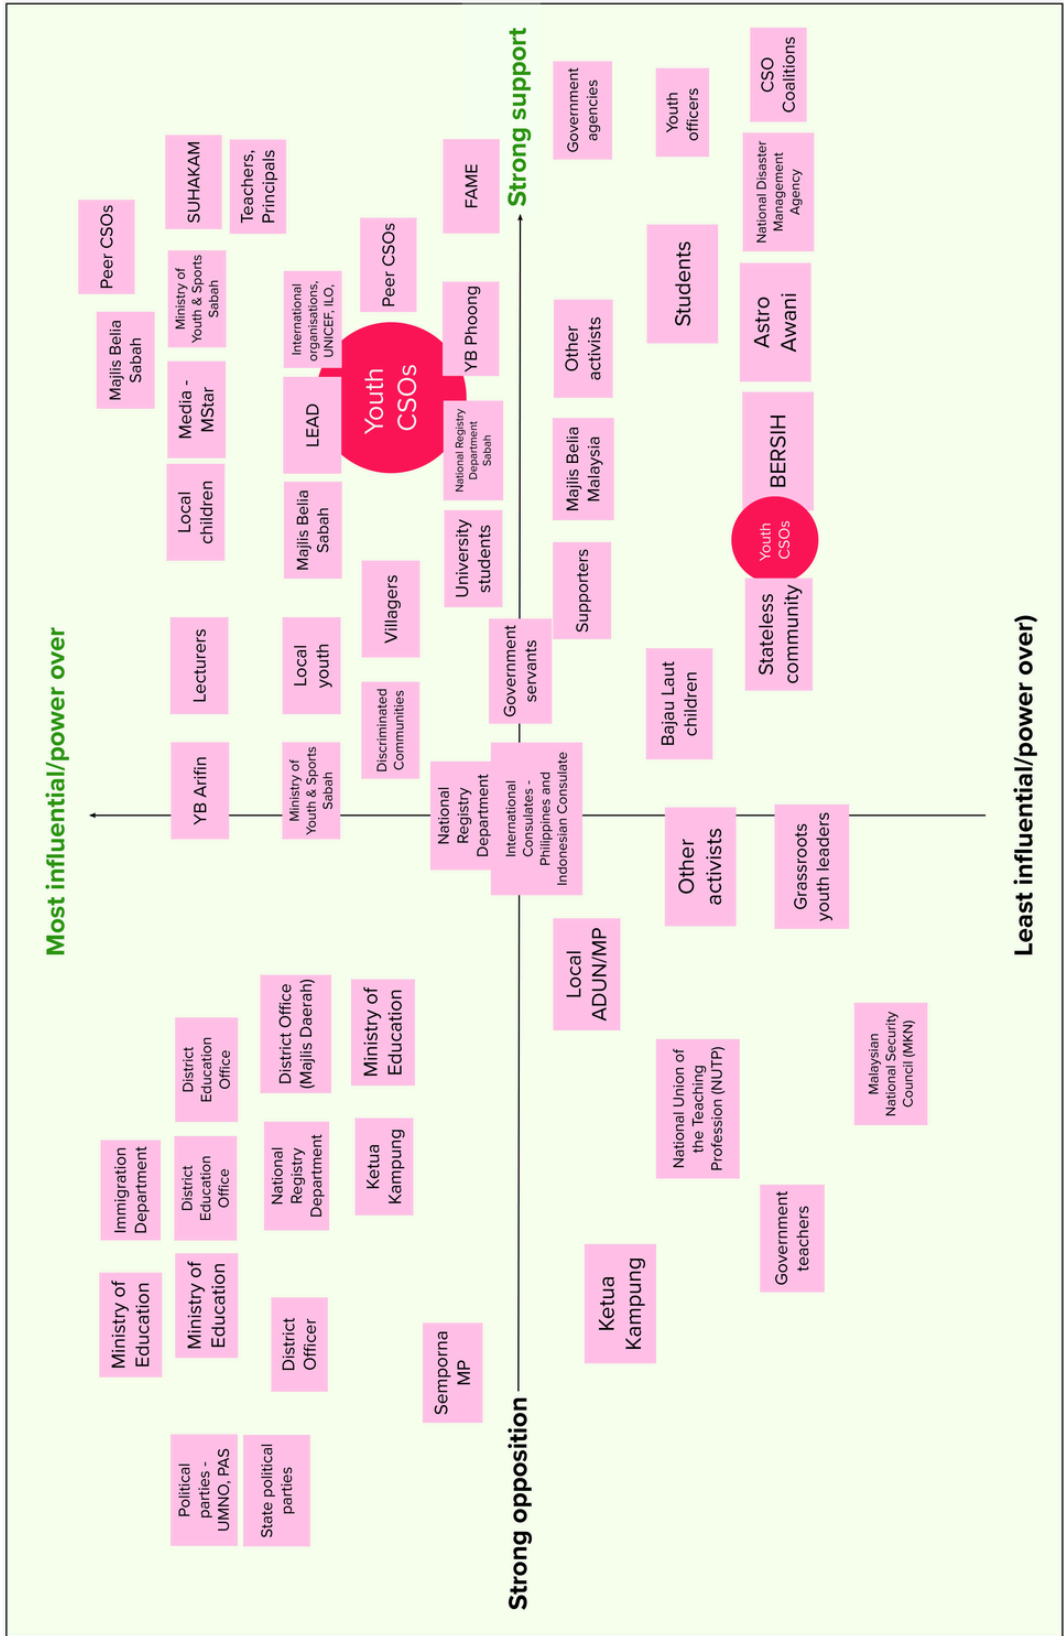 Most influential/power over
Peer CSOs
Immigration
Department
Ministry of
Education
Majlis Belia
Sabah
Political
parties -
UMNO, PAS
Ministry of
Education
District
Education
Office
District
Education
Office
YB Arifin
Lecturers
Local
children
Media -
MStar
Ministry of
Youth & Sports
Sabah
SUHAKAM
State political
parties
District
Officer
National
Registry
Department
District Office
(Majlis Daerah)
Ministry of
Youth & Sports
Sabah
Local
youth
Majlis Belia
Sabah
LEAD
International
organisations,
UNICEF, ILO,
Teachers,
Principals
Ketua
Kampung
Ministry of
Education
Discriminated
Communities
Villagers
Youth
CSOs
Peer CSOs
Semporna
MP
National
Registry
Department
University
students
National Registry
Department
Sabah
YB Phoong
FAME
Strong opposition
International
Consulates -
Philippines and
Indonesian Consulate
Government
servants
Strong support
Ketua
Kampung
Local
ADUN/MP
Supporters
Majlis Belia
Malaysia
Other
activists
Government
agencies
National Union of
the Teaching
Profession (NUTP)
Other
activists
Bajau Laut
children
Students
Youth
officers
Government
teachers
Grassroots
youth leaders
Stateless
community
Youth
CSOs
BERSIH
Astro
Awani
National Disaster
Management
Agency
CSO
Coalitions
Malaysian
National Security
Council (MKN)
Least influential/power over)